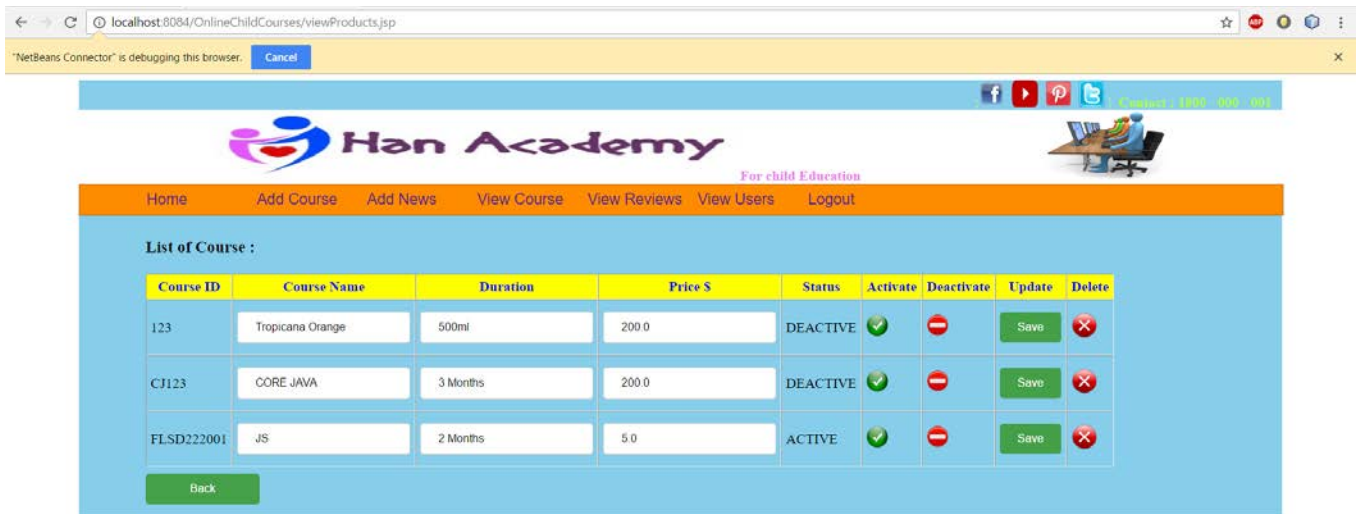 localhost:8084/OnlineChildCourses/viewProducts.jsp
ABP
"NetBeans Connector" is debugging this browser. Cancel
: | Contact : 1800 - 000 - 001
Han Academy
For child Education
Home Add Course Add News View Course View Reviews View Users Logout
List of Course :
Course ID Course Name Duration Price $ Status Activate Deactivate Update Delete
123 Tropicana Orange 500ml 200.0 DEACTIVE Save
CJ123 CORE JAVA 3 Months 200.0 DEACTIVE Save
FLSD222001 JS 2 Months 5.0 ACTIVE Save
Back